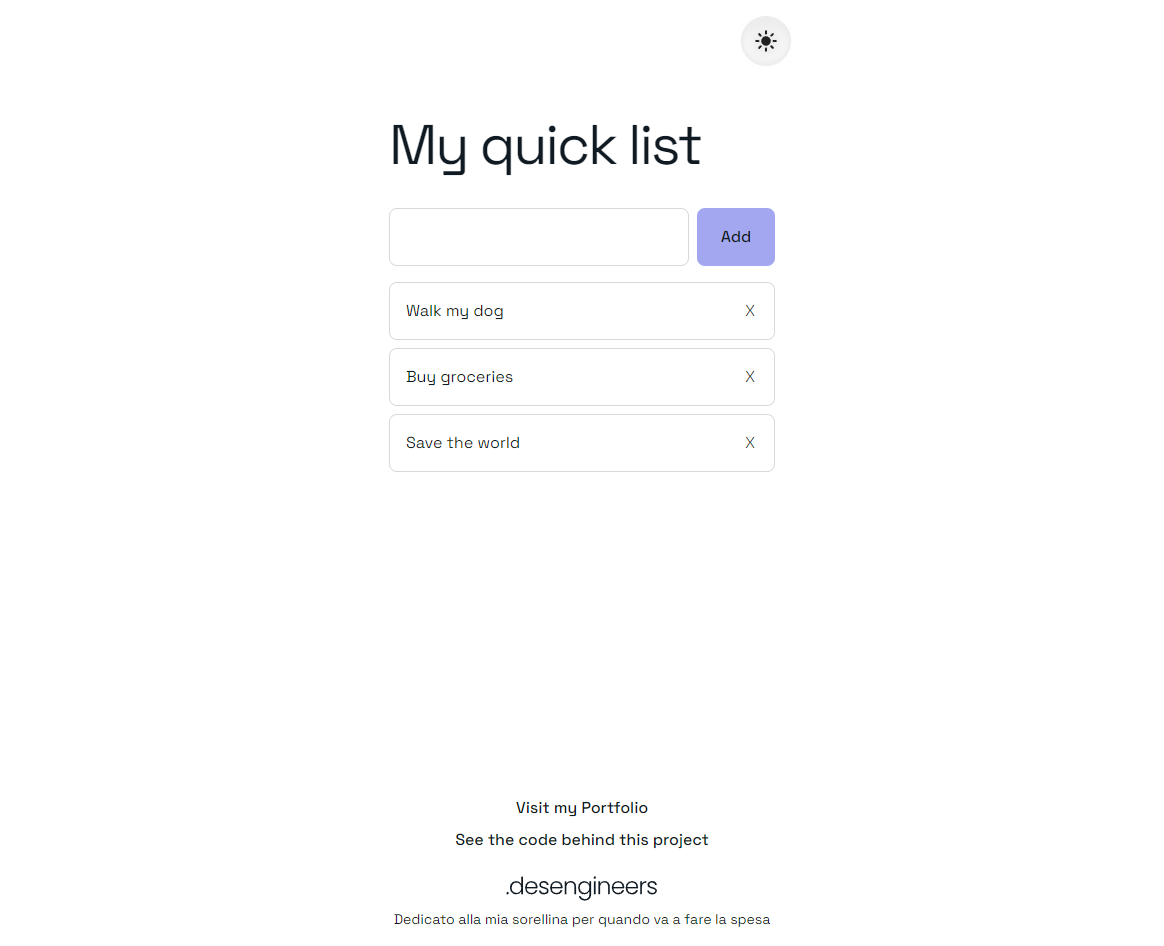 My quick list
Add
Walk my dog X
Buy groceries X
Save the world X
Visit my Portfolio
See the code behind this project
.desengineers
Dedicato alla mia sorellina per quando va a fare la spesa